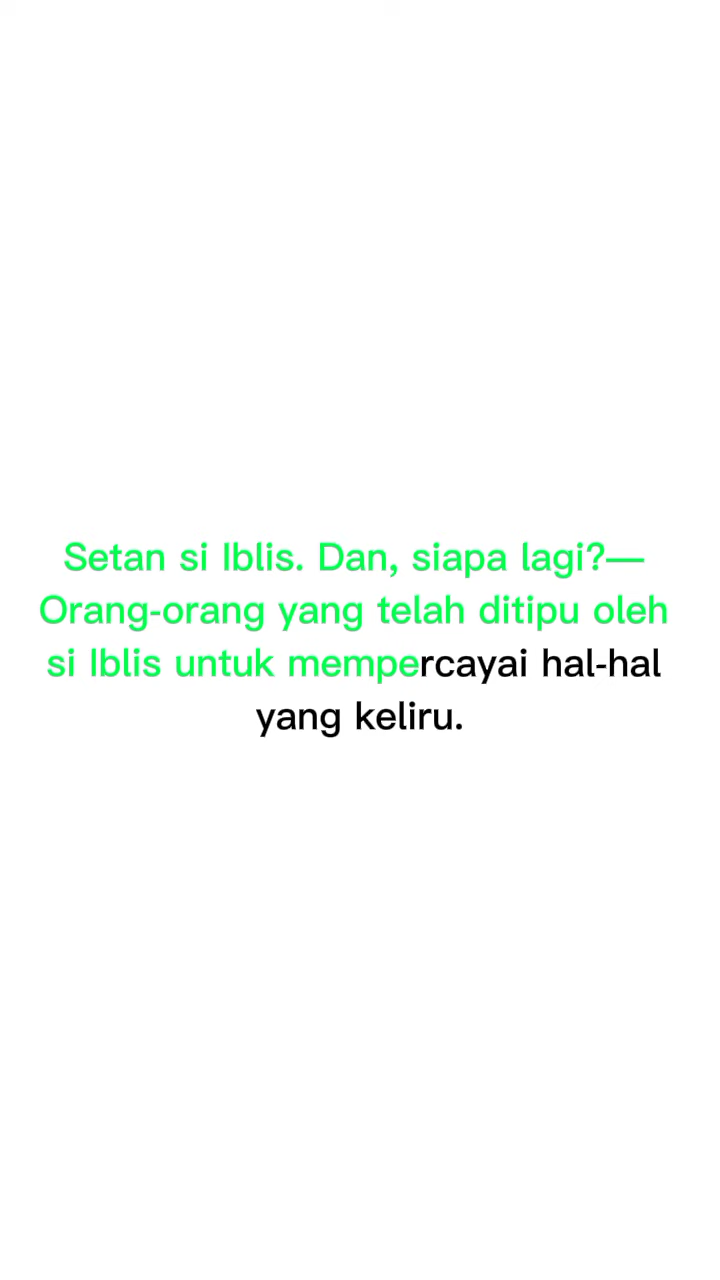 Setan si Iblis. Dan, siapa lagi?—
Orang-orang yang telah ditipu oleh
si Iblis untuk mempercayai hal-hal
yang keliru.